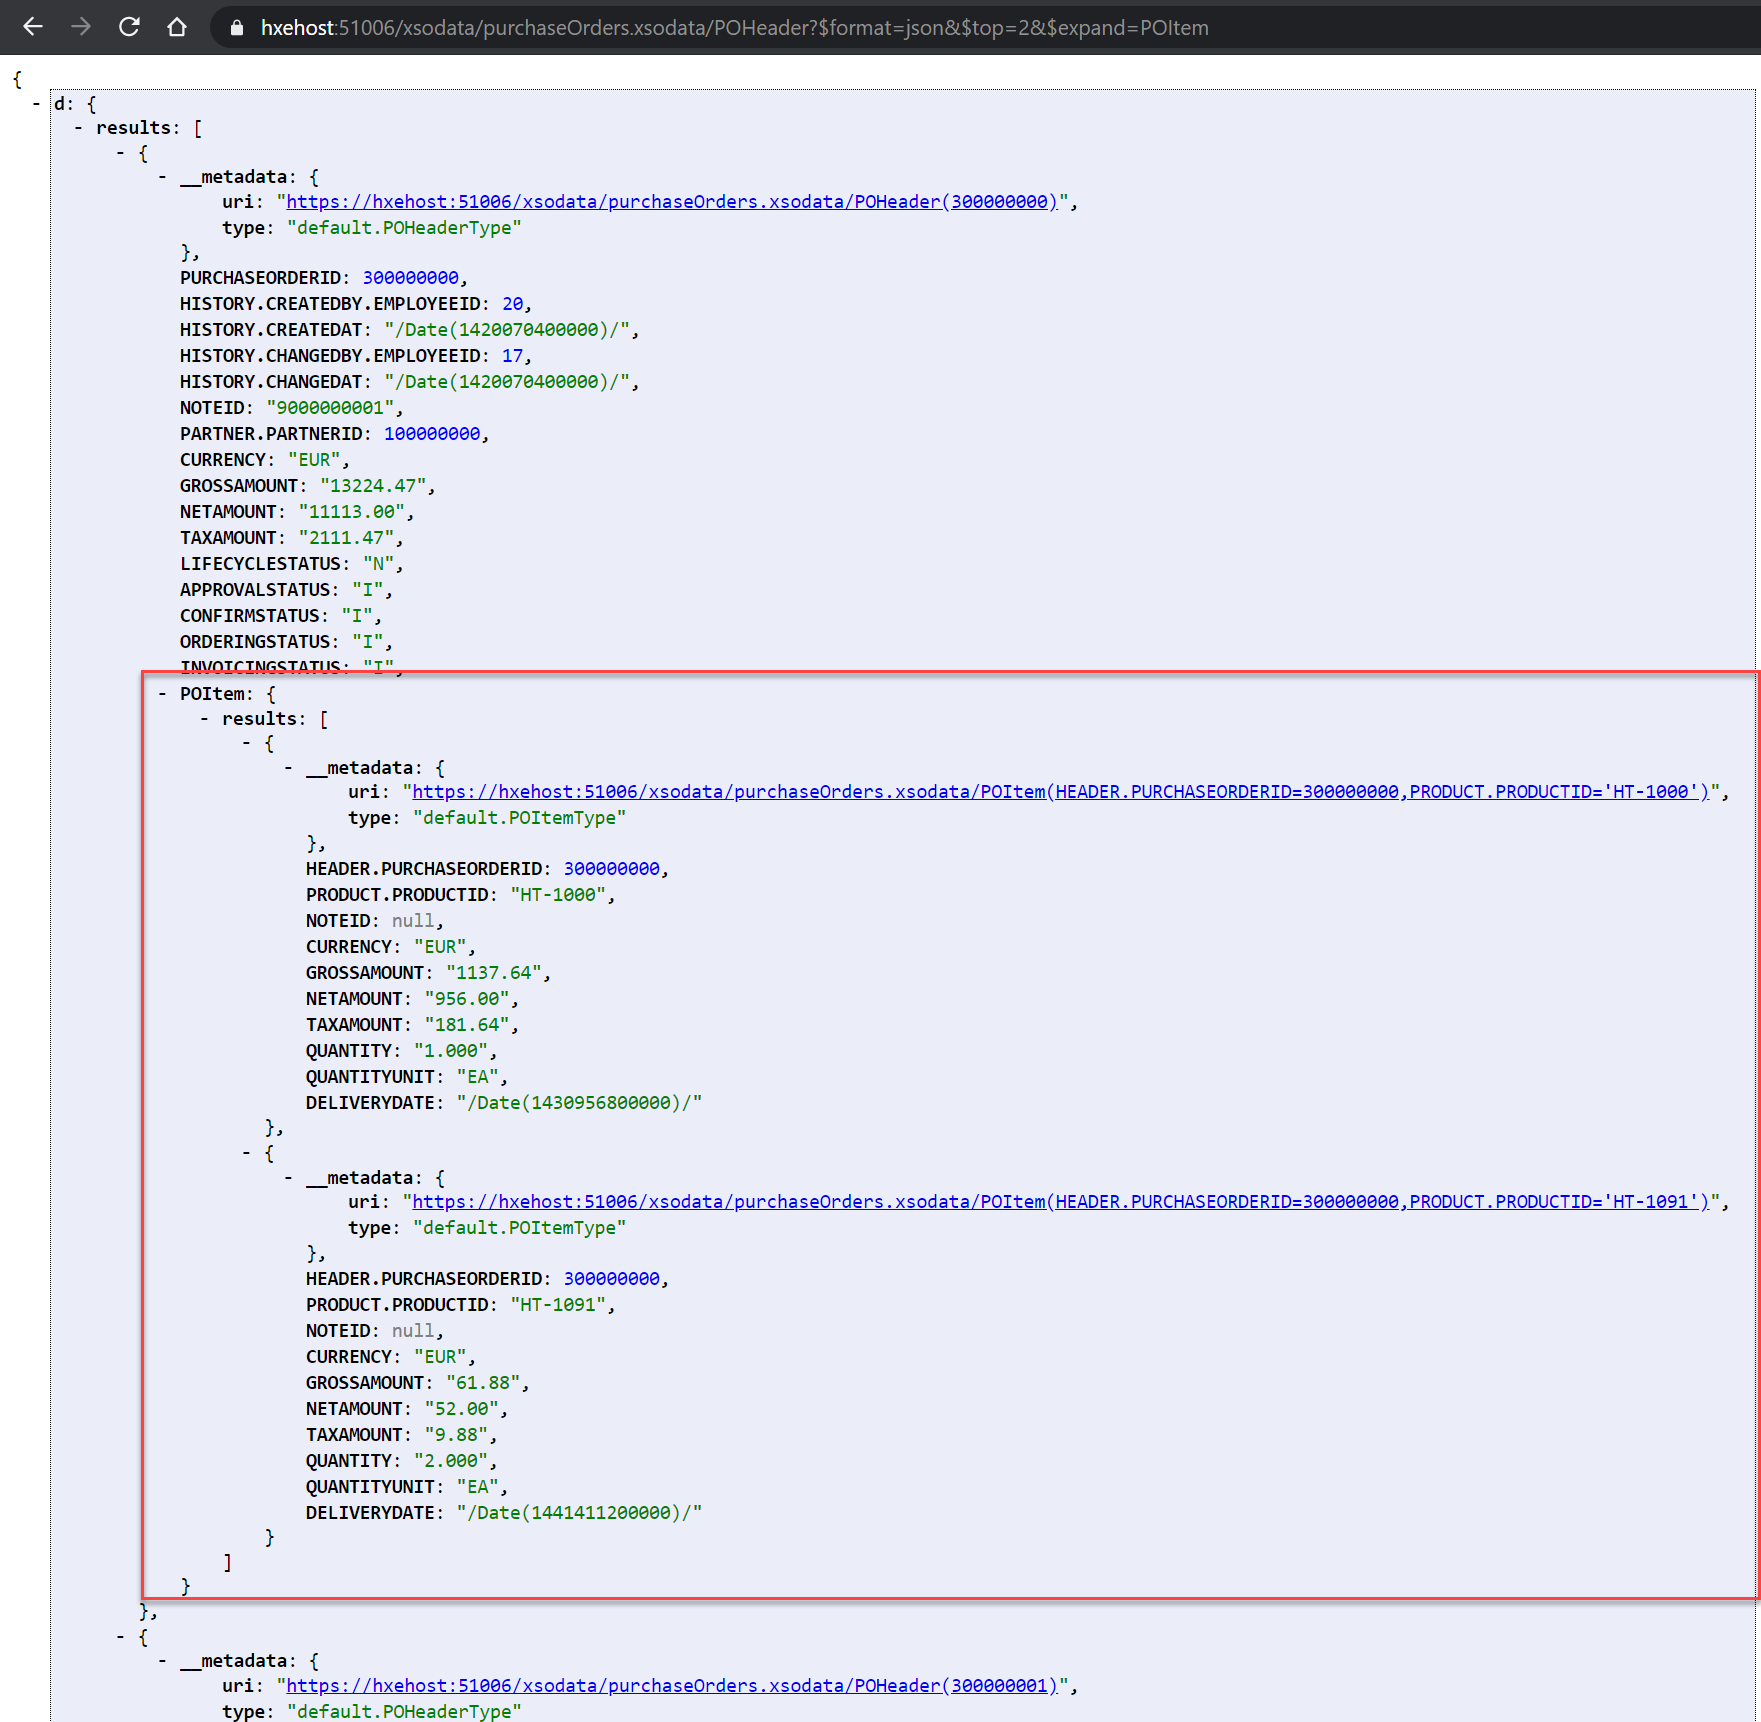 hxehost:51006/xsodata/purchaseOrders.xsodata/POHeader?$format=json&$top=2&$expand=POItem
{
- d: {
- results: [
- {
- __metadata: {
uri: "https://hxehost:51006/xsodata/purchaseOrders.xsodata/POHeader(300000000)",
type: "default.POHeaderType"
},
PURCHASEORDERID: 300000000,
HISTORY.CREATEDBY.EMPLOYEEID: 20,
HISTORY.CREATEDAT: "/Date(1420070400000)/",
HISTORY.CHANGEDBY.EMPLOYEEID: 17,
HISTORY.CHANGEDAT: "/Date(1420070400000)/",
NOTEID: "9000000001",
PARTNER.PARTNERID: 100000000,
CURRENCY: "EUR",
GROSSAMOUNT: "13224.47",
NETAMOUNT: "11113.00",
TAXAMOUNT: "2111.47",
LIFECYCLESTATUS: "N",
APPROVALSTATUS: "I",
CONFIRMSTATUS: "I",
ORDERINGSTATUS: "I",
INVOICINGSTATUS: "I",
- POItem: {
- results: [
- {
- __metadata: {
uri: "https://hxehost:51006/xsodata/purchaseOrders.xsodata/POItem(HEADER.PURCHASEORDERID=300000000,PRODUCT.PRODUCTID='HT-1000')",
type: "default.POItemType"
},
HEADER.PURCHASEORDERID: 300000000,
PRODUCT.PRODUCTID: "HT-1000",
NOTEID: null,
CURRENCY: "EUR",
GROSSAMOUNT: "1137.64",
NETAMOUNT: "956.00",
TAXAMOUNT: "181.64",
QUANTITY: "1.000",
QUANTITYUNIT: "EA",
DELIVERYDATE: "/Date(1430956800000)/"
},
- {
- __metadata: {
uri: "https://hxehost:51006/xsodata/purchaseOrders.xsodata/POItem(HEADER.PURCHASEORDERID=300000000,PRODUCT.PRODUCTID='HT-1091')",
type: "default.POItemType"
},
HEADER.PURCHASEORDERID: 300000000,
PRODUCT.PRODUCTID: "HT-1091",
NOTEID: null,
CURRENCY: "EUR",
GROSSAMOUNT: "61.88",
NETAMOUNT: "52.00",
TAXAMOUNT: "9.88",
QUANTITY: "2.000",
QUANTITYUNIT: "EA",
DELIVERYDATE: "/Date(1441411200000)/"
}
]
}
},
- {
- __metadata: {
uri: "https://hxehost:51006/xsodata/purchaseOrders.xsodata/POHeader(300000001)",
type: "default.POHeaderType"